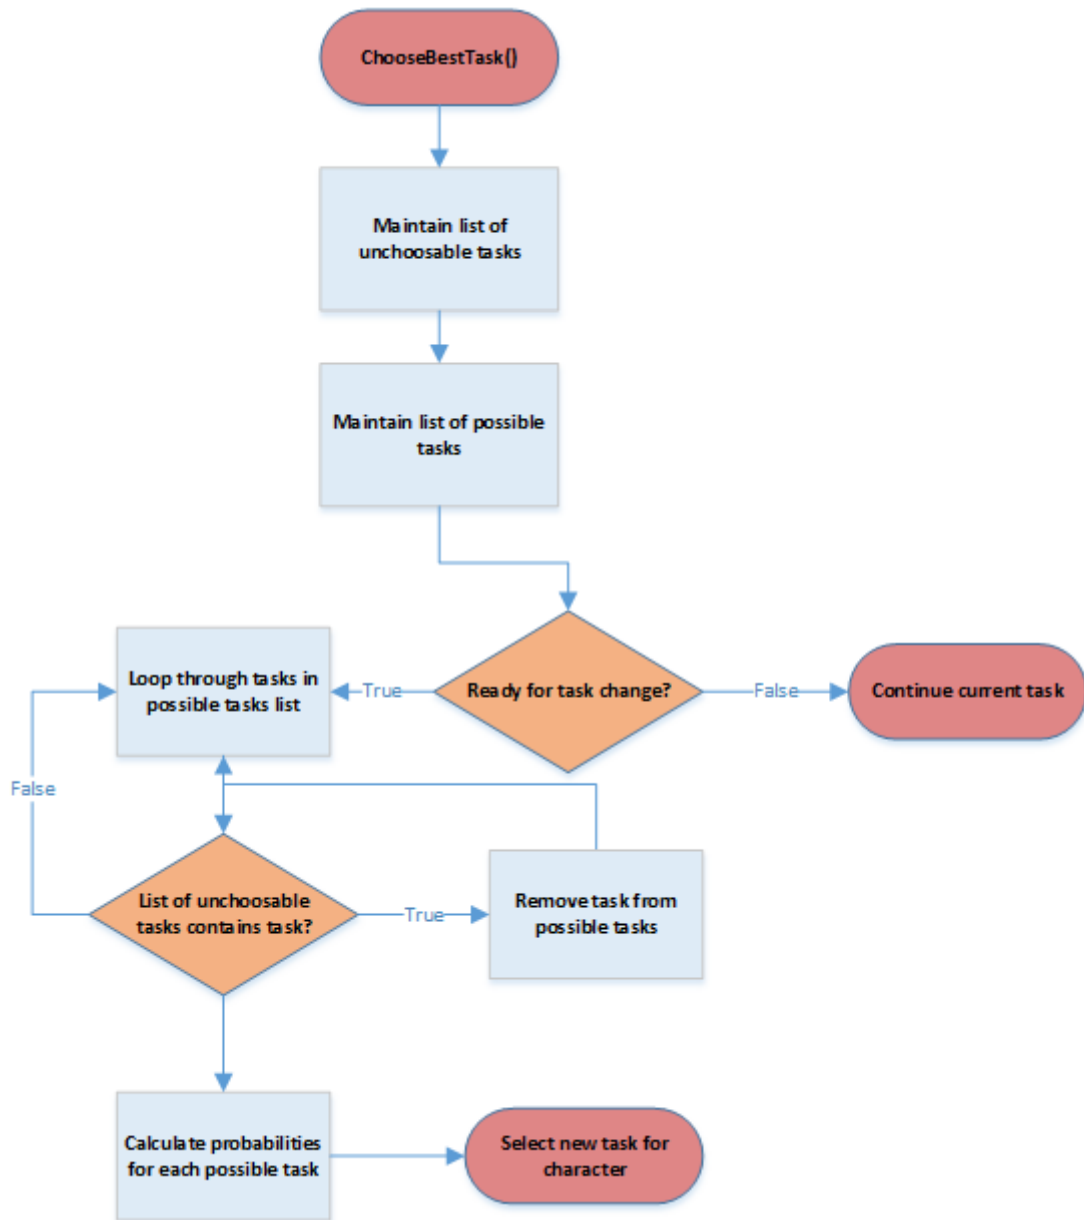 ChooseBestTask()
Maintain list of
unchoosable tasks
Maintain list of possible
tasks
Loop through tasks in
possible tasks list
True
Ready for task change?
False
Continue current task
False
List of unchoosable
tasks contains task?
True
Remove task from
possible tasks
Calculate probabilities
for each possible task
Select new task for
character